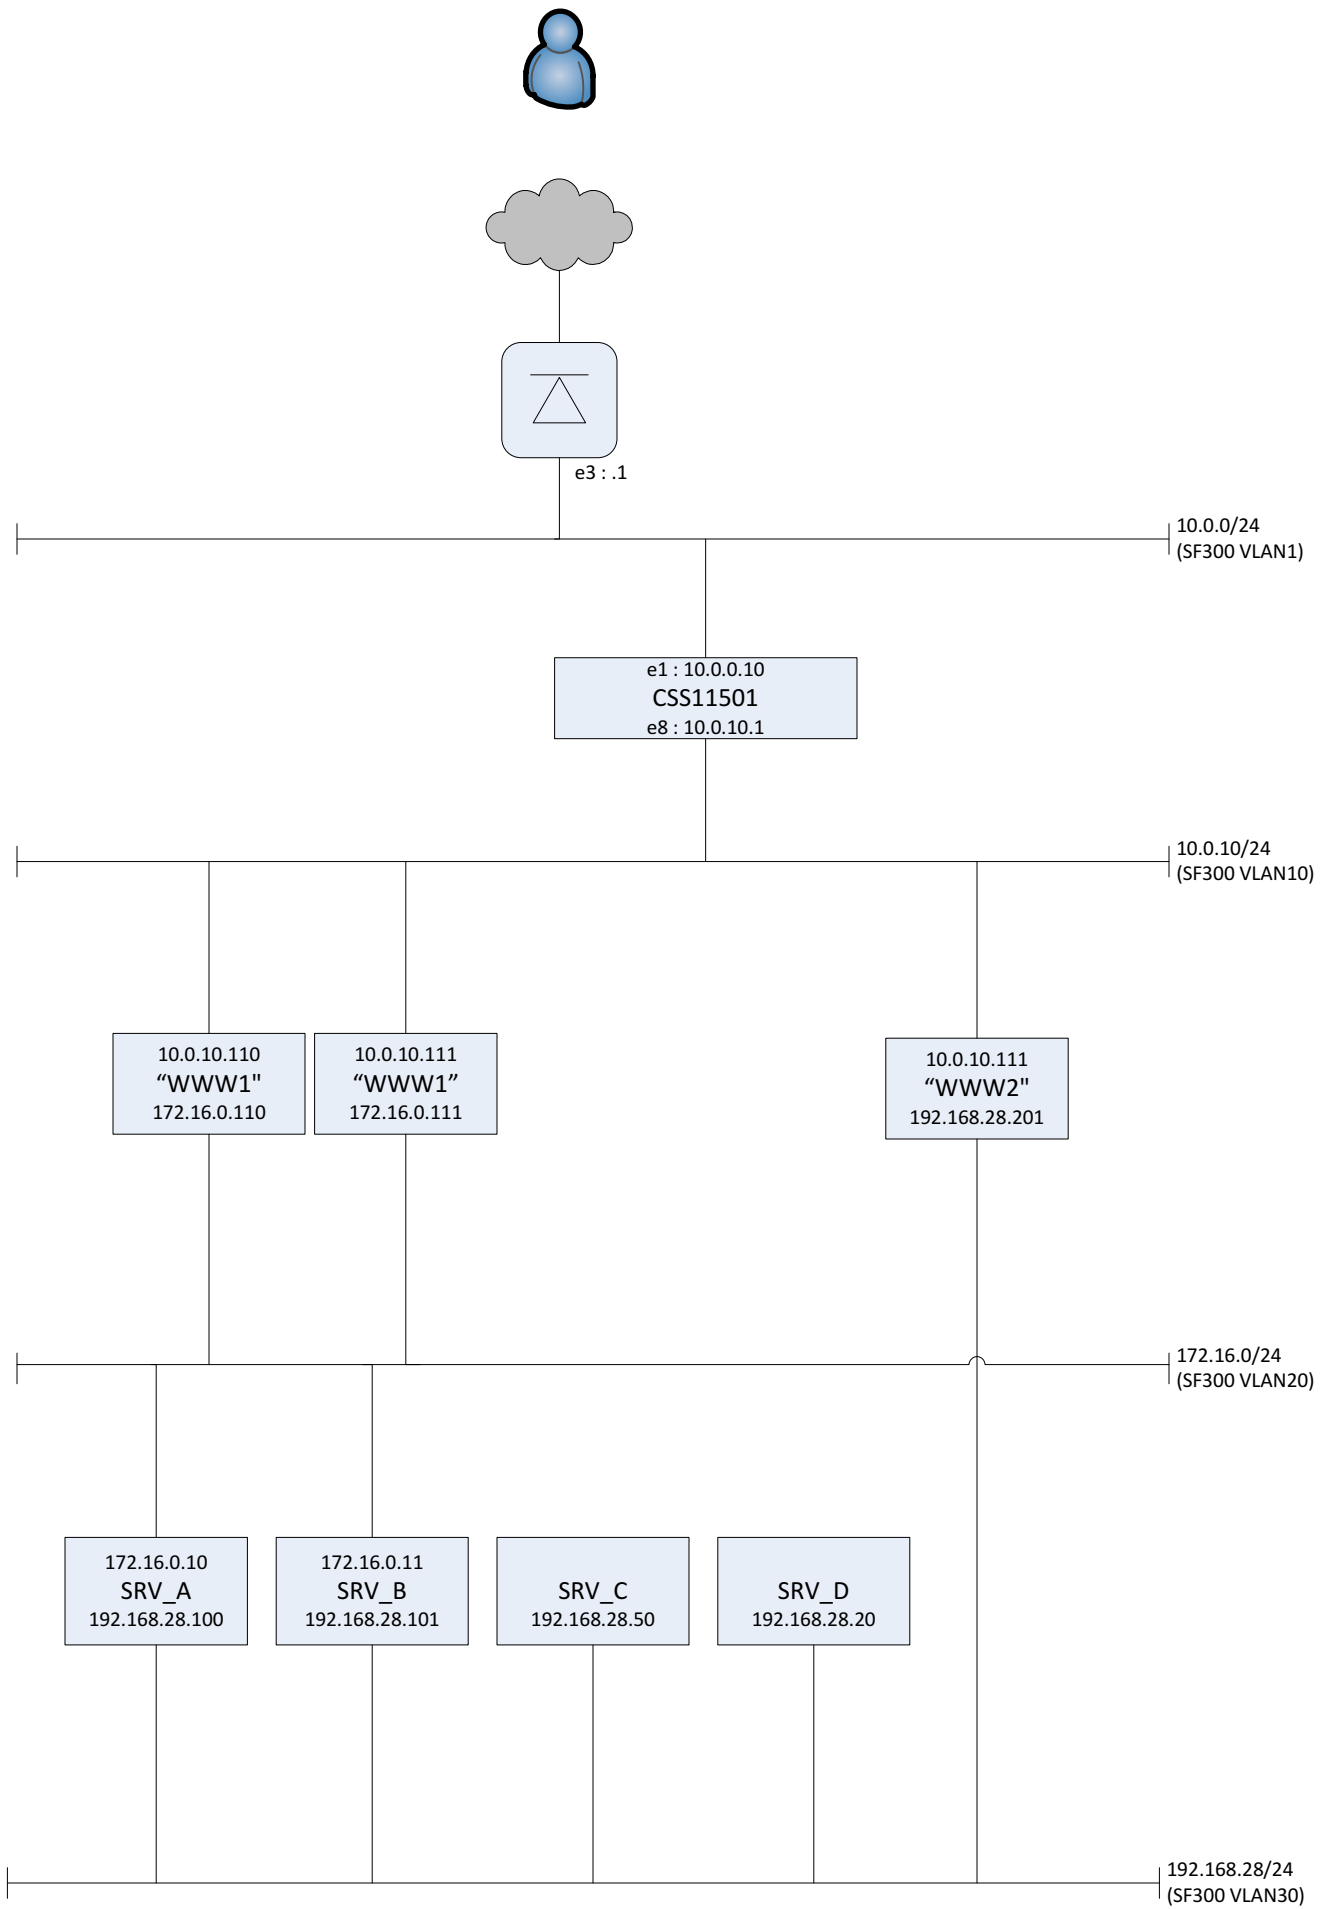 e3 : .1
10.0.0/24
(SF300 VLAN1)
e1 : 10.0.0.10
CSS11501
e8 : 10.0.10.1
10.0.10/24
(SF300 VLAN10)
10.0.10.110
“WWW1"
172.16.0.110
10.0.10.111
“WWW1”
172.16.0.111
10.0.10.111
“WWW2"
192.168.28.201
172.16.0/24
(SF300 VLAN20)
172.16.0.10
SRV_A
192.168.28.100
172.16.0.11
SRV_B
192.168.28.101
SRV_C
192.168.28.50
SRV_D
192.168.28.20
192.168.28/24
(SF300 VLAN30)